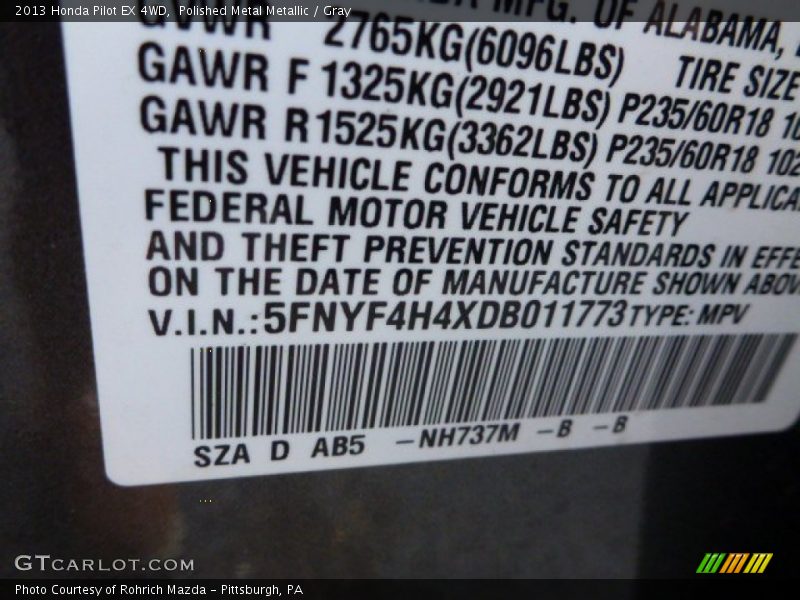 2013 Honda Pilot EX 4WD, Polished Metal Metallic / Gray
MFG. OF ALABAMA,
GVWR 2765KG(6096LBS) TIRE SIZE
GAWR F 1325KG(2921LBS) P235/60R18
GAWR R 1525KG(3362LBS) P235/60R18 102
THIS VEHICLE CONFORMS TO ALL
FEDERAL MOTOR VEHICLE SAFETY
AND THEFT PREVENTION STANDARDS IN
ON THE DATE OF MANUFACTURE SHOWN
V.I.N.:5FNYF4H4XDB011773 TYPE: MPV
SZA D AB5 -NH737M -B -B
GTCARLOT.COM
Photo Courtesy of Rohrich Mazda - Pittsburgh, PA